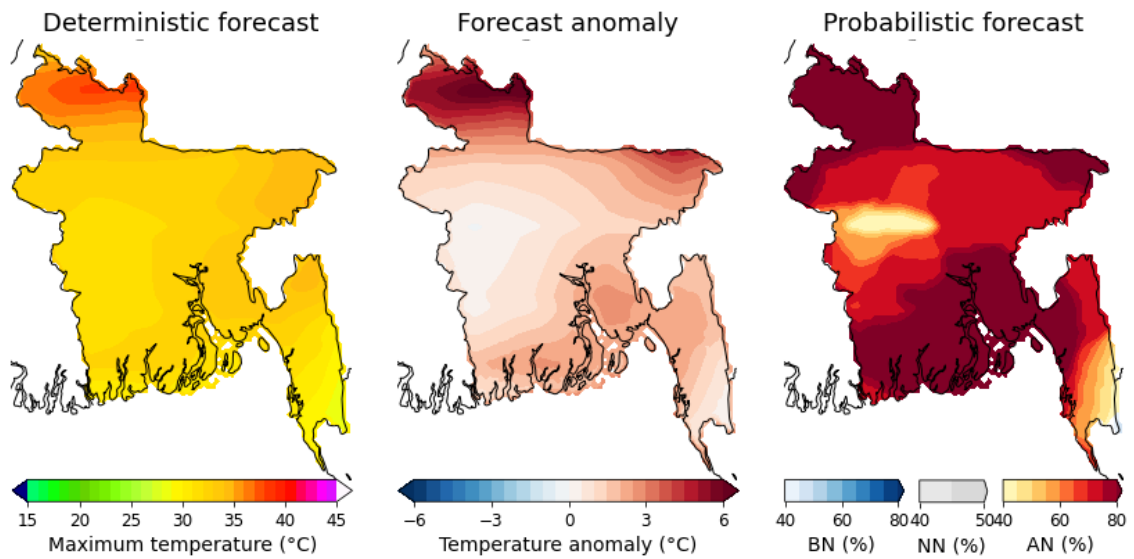 Deterministic forecast
Forecast anomaly
Probabilistic forecast
15 20 25 30 35 40 45
Maximum temperature (°C)
−6 −3 0 3 6
Temperature anomaly (°C)
40 60 80
BN (%)
40 50
NN (%)
40 60 80
AN (%)